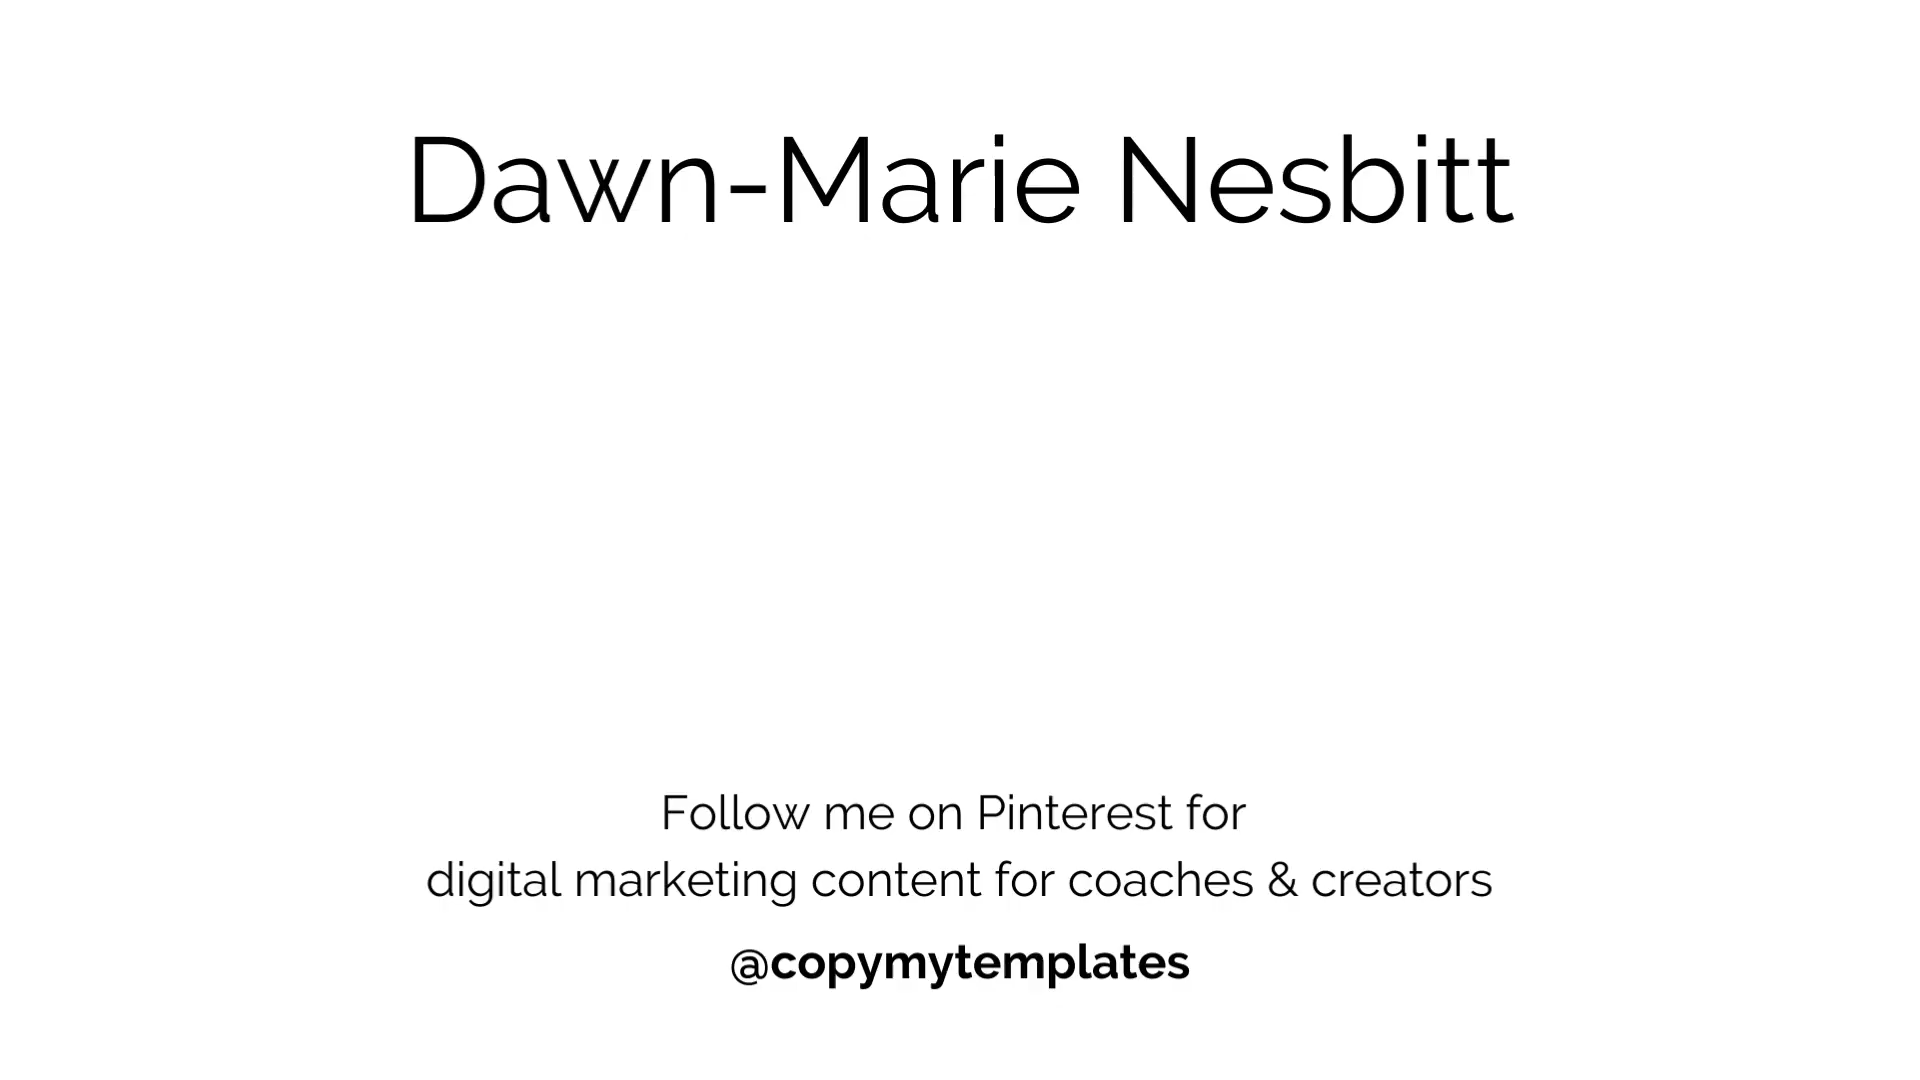 Dawn-Marie Nesbitt
Follow me on Pinterest for
digital marketing content for coaches & creators
@copymytemplates